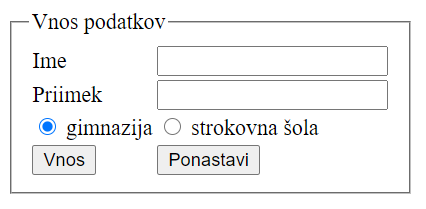 Vnos podatkov
Ime
Priimek
gimnazija strokovna šola
Vnos Ponastavi